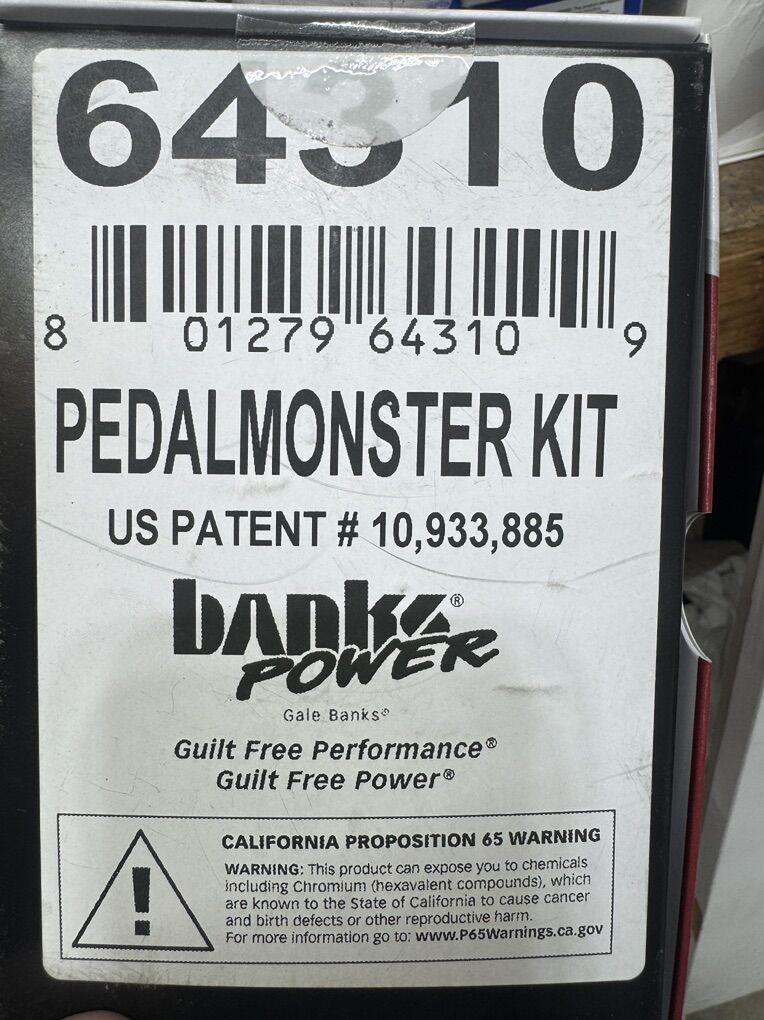 64310
8 01279 64310 9
PEDALMONSTER KIT
US PATENT # 10,933,885
banks®
POWER
Gale Banks®
Guilt Free Performance®
Guilt Free Power®
CALIFORNIA PROPOSITION 65 WARNING
WARNING: This product can expose you to chemicals
including Chromium (hexavalent compounds), which
are known to the State of California to cause cancer
and birth defects or other reproductive harm.
For more information go to: www.P65Warnings.ca.gov